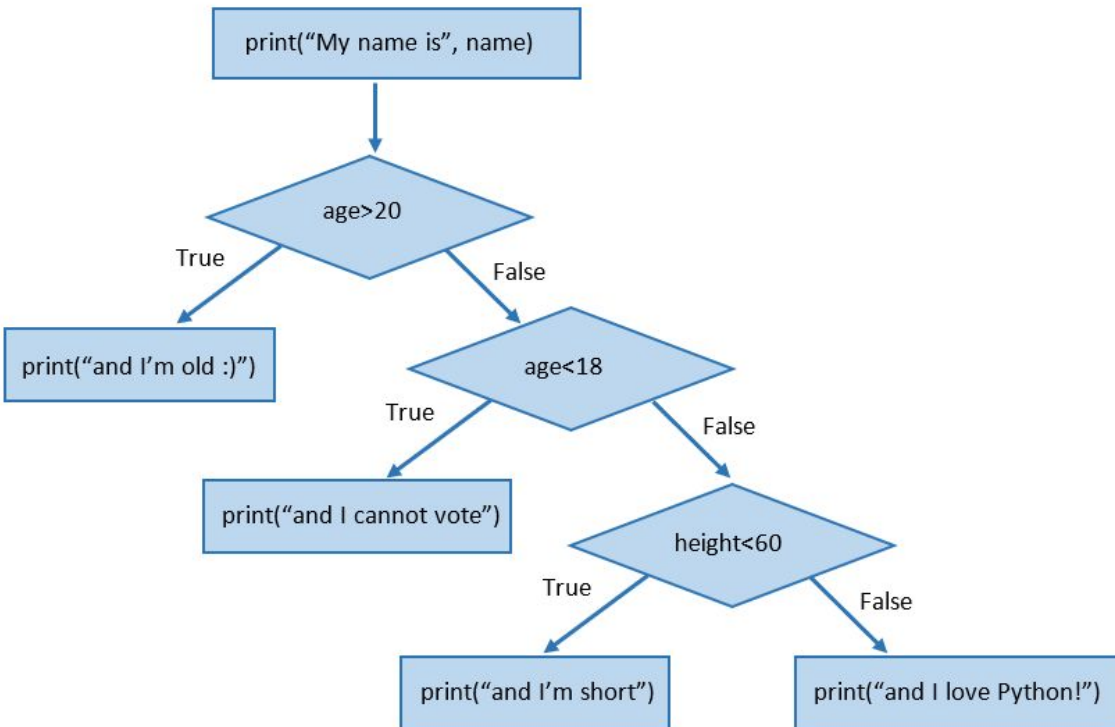 print(“My name is”, name)
age>20
True
False
print(“and I’m old :)”)
age<18
True
False
print(“and I cannot vote”)
height<60
True
False
print(“and I’m short”)
print(“and I love Python!”)